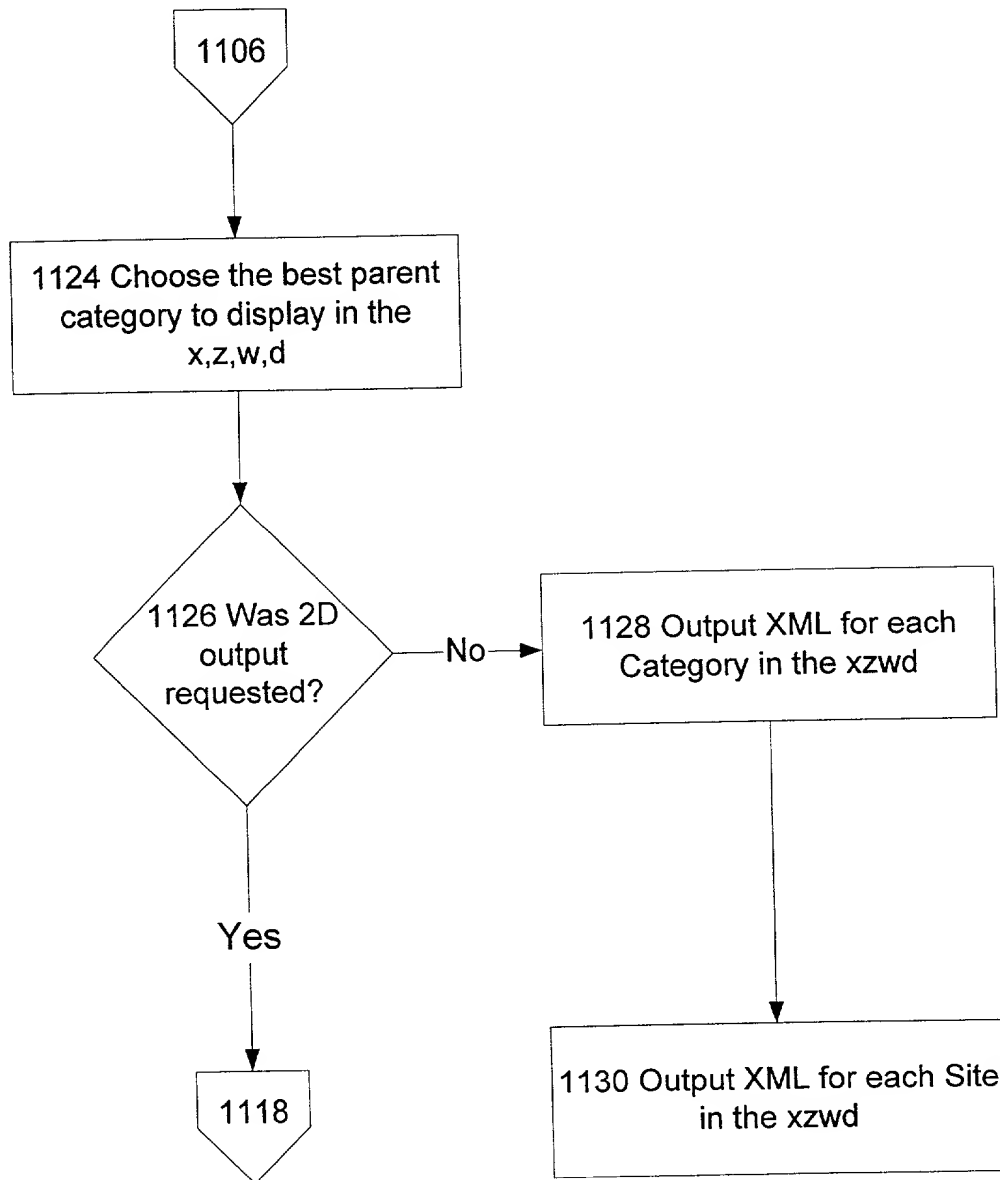 1106
1124 Choose the best parent
category to display in the
x,z,w,d
1126 Was 2D
output
requested?
No
1128 Output XML for each
Category in the xzwd
Yes
1118
1130 Output XML for each Site
in the xzwd